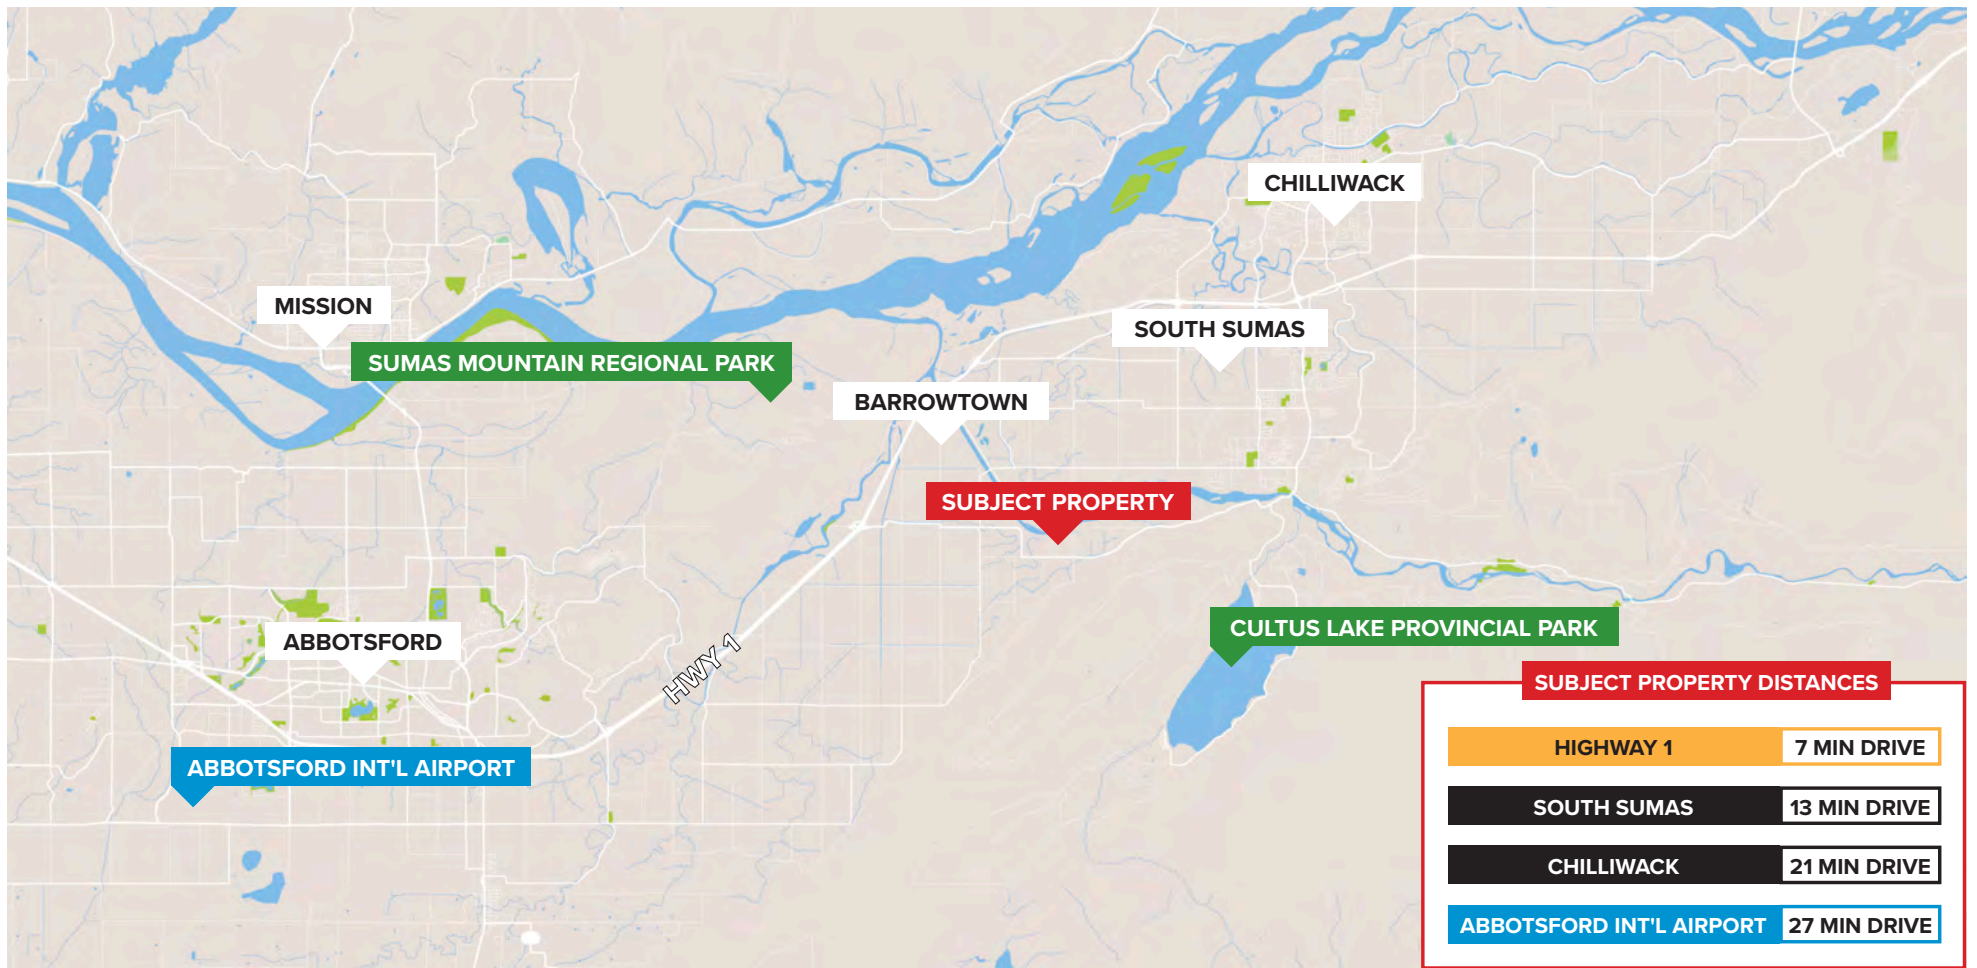 CHILLIWACK
MISSION
SOUTH SUMAS
SUMAS MOUNTAIN REGIONAL PARK
BARROWTOWN
SUBJECT PROPERTY
CULTUS LAKE PROVINCIAL PARK
ABBOTSFORD
HWY 1
ABBOTSFORD INT'L AIRPORT
SUBJECT PROPERTY DISTANCES
HIGHWAY 1 7 MIN DRIVE
SOUTH SUMAS 13 MIN DRIVE
CHILLIWACK 21 MIN DRIVE
ABBOTSFORD INT'L AIRPORT 27 MIN DRIVE